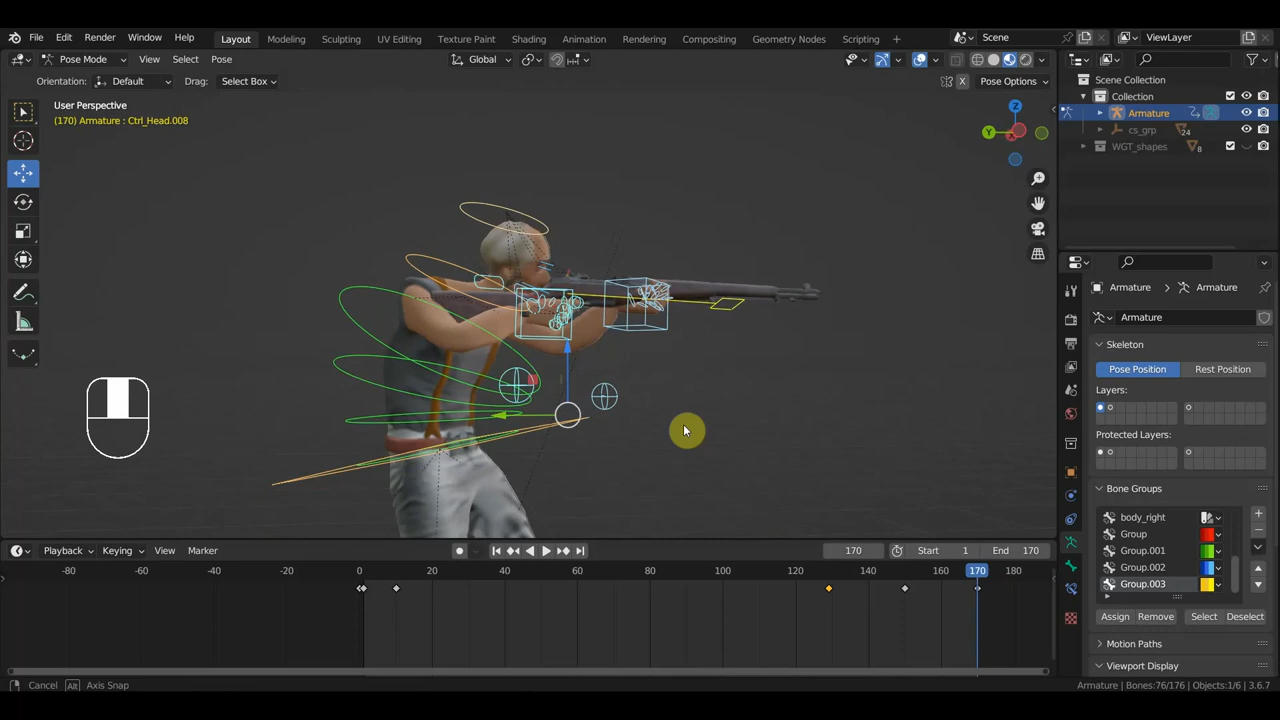 File Edit Render Window Help Layout Modeling Sculpting UV Editing Texture Paint Shading Animation Rendering Compositing Geometry Nodes Scripting + Scene ViewLayer
Pose Mode View Select Pose Global
Orientation: Default Drag: Select Box X Pose Options
User Perspective
(170) Armature : Ctrl_Head.008
Z
Y
Scene Collection
Collection
Armature
cs_grp 24
WGT_shapes 8
Armature > Armature
Armature
Skeleton
Pose Position Rest Position
Layers:
Protected Layers:
Bone Groups
body_right
Group
Group.001
Group.002
Group.003
Assign Remove Select Deselect
Motion Paths
Viewport Display
Playback Keying View Marker 170 Start 1 End 170
-80 -60 -40 -20 0 20 40 60 80 100 120 140 160 170 180
Cancel Alt Axis Snap Armature | Bones:76/176 | Objects:1/6 | 3.6.7